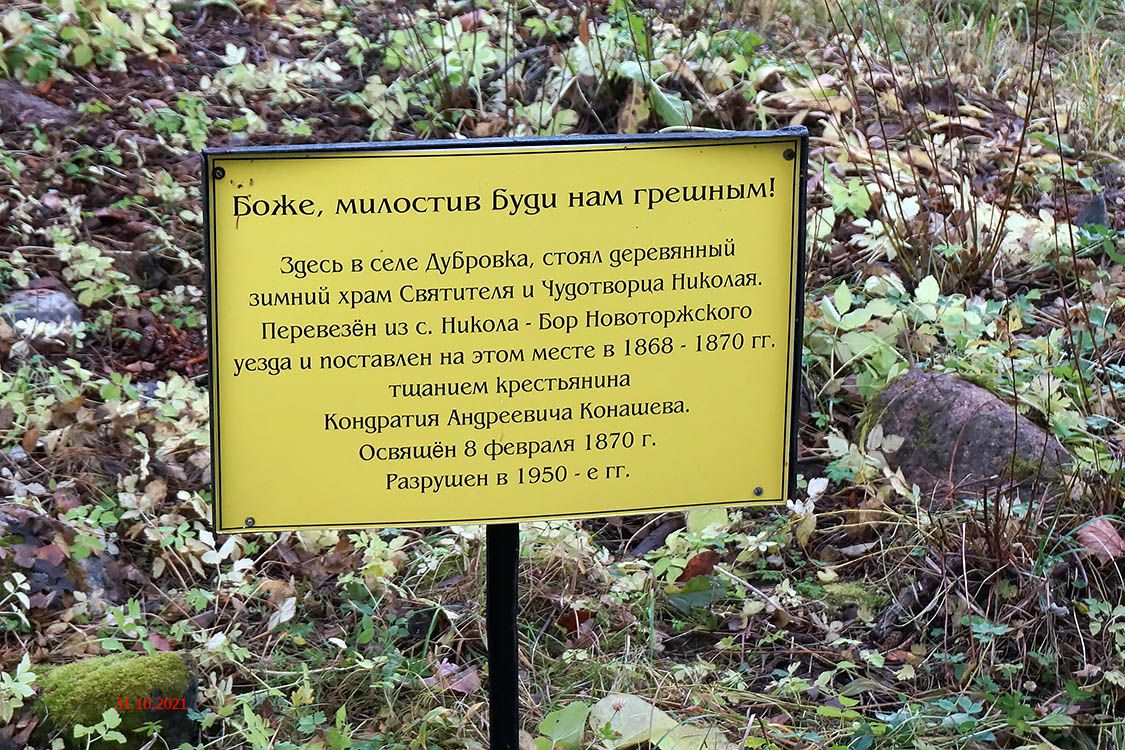 Боже, милостив Буди нам грешным!
Здесь в селе Дубровка, стоял деревянный
зимний храм Святителя и Чудотворца Николая.
Перевезён из с. Никола - Бор Новоторжского
уезда и поставлен на этом месте в 1868 - 1870 гг.
тщанием крестьянина
Кондратия Андреевича Конашева.
Освящён 8 февраля 1870 г.
Разрушен в 1950 - е гг.
31.10.2021